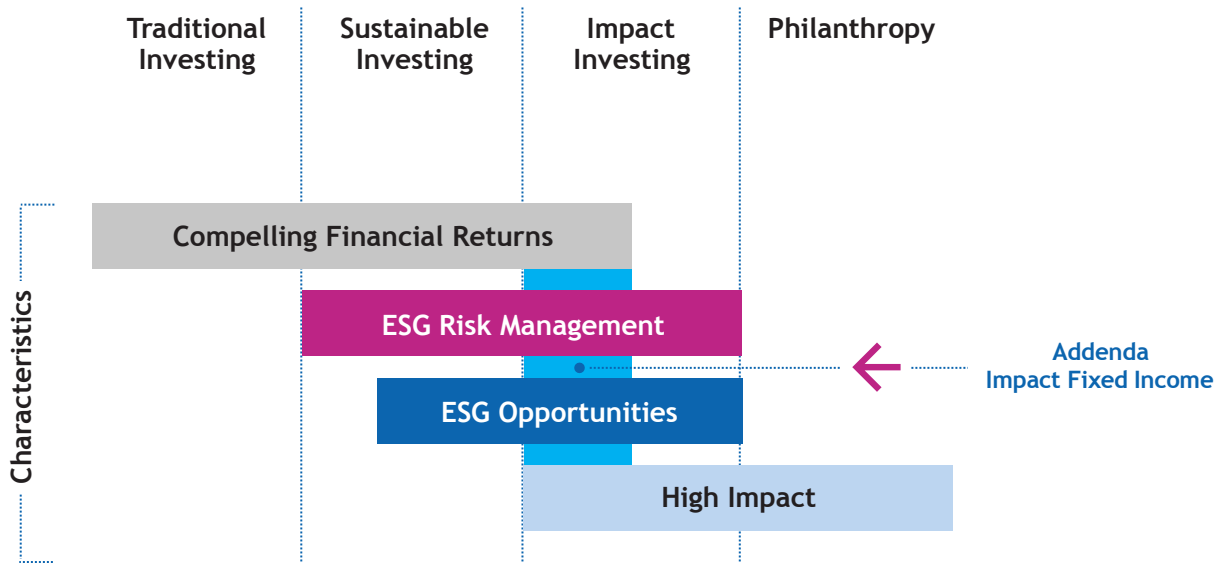 Traditional
Investing
Sustainable
Investing
Impact
Investing
Philanthropy
Characteristics
Compelling Financial Returns
ESG Risk Management
Addenda
Impact Fixed Income
ESG Opportunities
High Impact